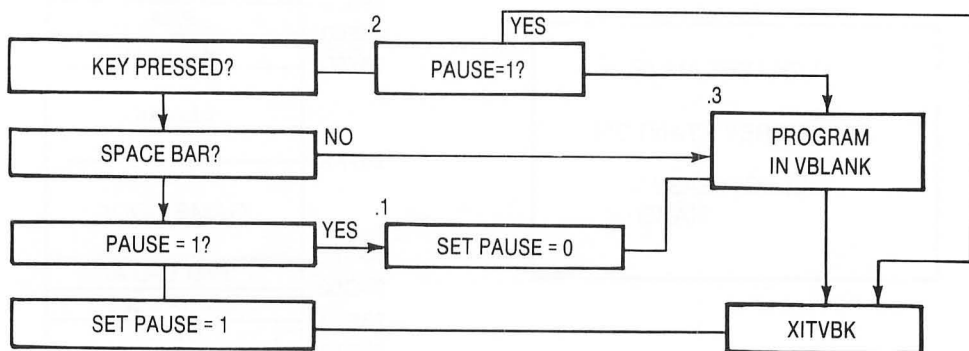 .2
YES
KEY PRESSED?
PAUSE=1?
.3
SPACE BAR?
NO
PROGRAM
IN VBLANK
.1
PAUSE = 1?
YES
SET PAUSE = 0
SET PAUSE = 1
XITVBK